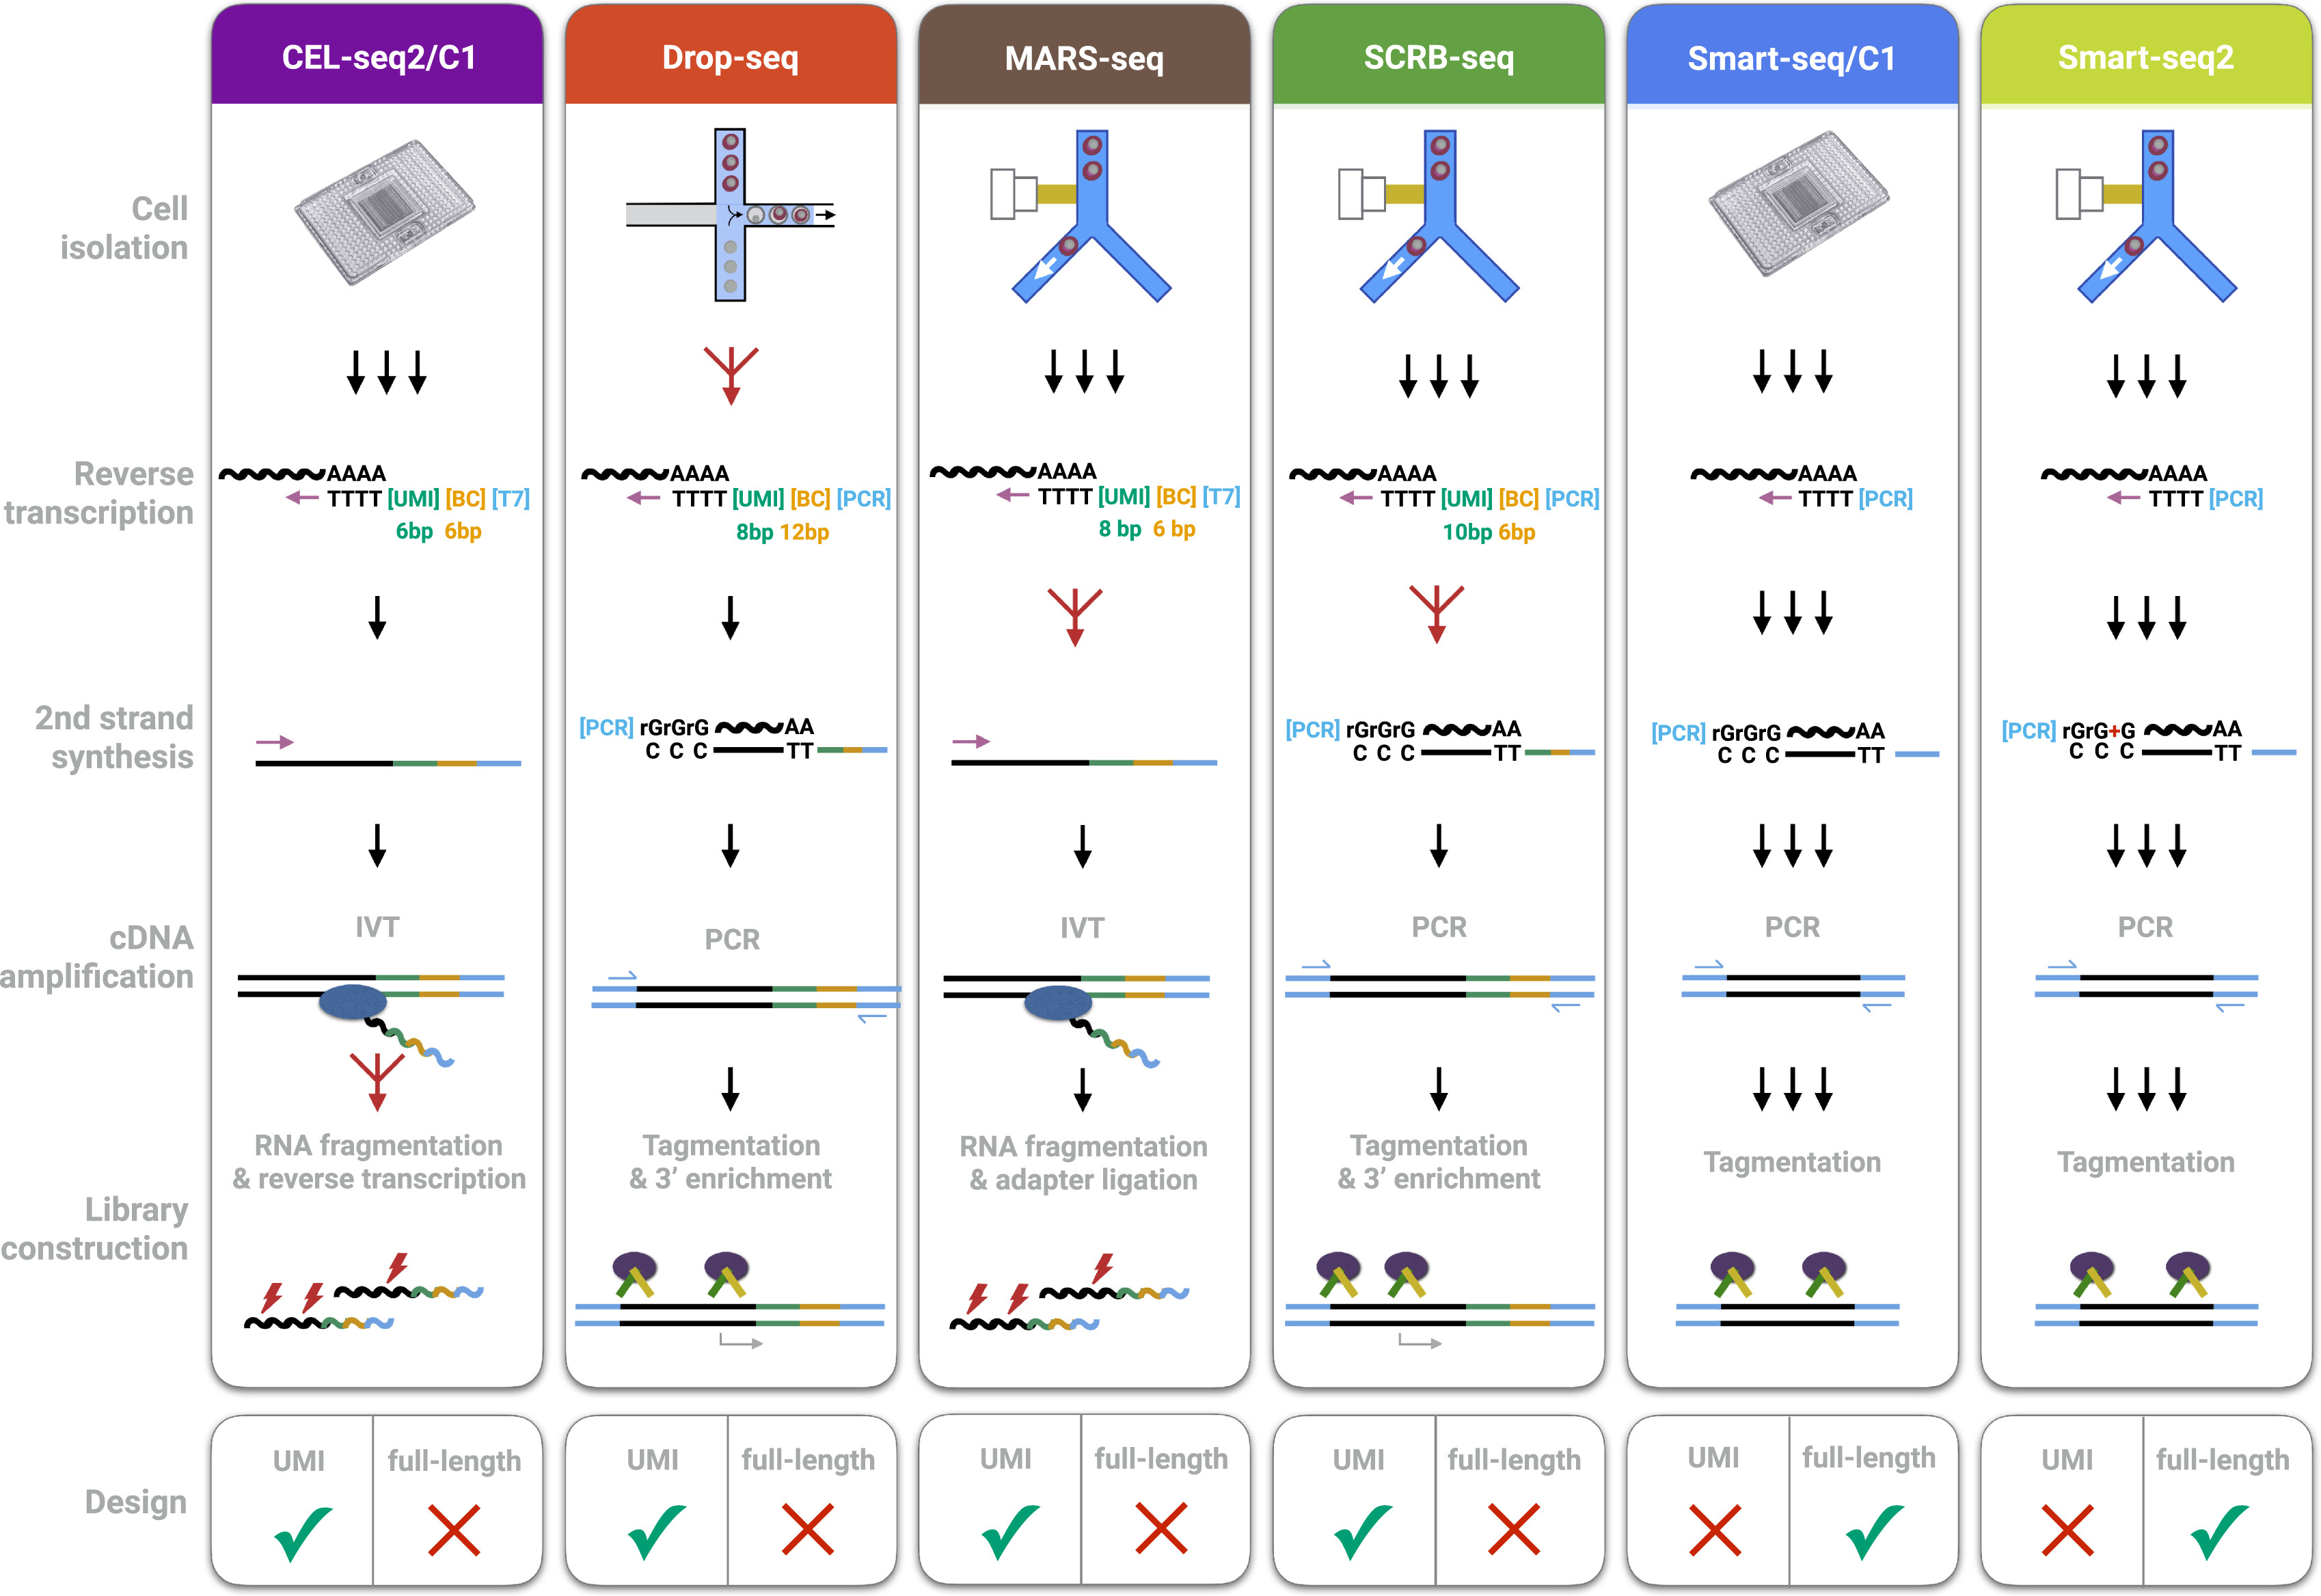 CEL-seq2/C1
Drop-seq
MARS-seq
SCRB-seq
Smart-seq/C1
Smart-seq2
Cell
isolation
Reverse
transcription
AAAA
TTTT [UMI] [BC] [T7]
6bp 6bp
AAAA
TTTT [UMI] [BC] [PCR]
8bp 12bp
AAAA
TTTT [UMI] [BC] [T7]
8 bp 6 bp
AAAA
TTTT [UMI] [BC] [PCR]
10bp 6bp
AAAA
TTTT [PCR]
AAAA
TTTT [PCR]
2nd strand
synthesis
[PCR] rGrGrG AA
C C C TT
[PCR] rGrGrG AA
C C C TT
[PCR] rGrGrG AA
C C C TT
[PCR] rGrG+G AA
C C C TT
cDNA
amplification
IVT
PCR
IVT
PCR
PCR
PCR
Library
construction
RNA fragmentation
& reverse transcription
Tagmentation
& 3’ enrichment
RNA fragmentation
& adapter ligation
Tagmentation
& 3’ enrichment
Tagmentation
Tagmentation
Design
UMI full-length
UMI full-length
UMI full-length
UMI full-length
UMI full-length
UMI full-length